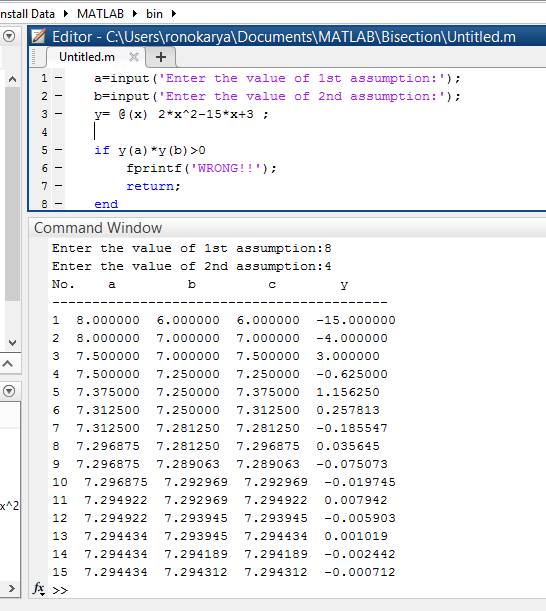 nstall Data ▸ MATLAB ▸ bin ▸
Editor - C:\Users\ronokarya\Documents\MATLAB\Bisection\Untitled.m
Untitled.m × +
1 – a=input('Enter the value of 1st assumption:');
2 – b=input('Enter the value of 2nd assumption:');
3 – y= @(x) 2*x^2-15*x+3 ;
4
5 – if y(a)*y(b)>0
6 – fprintf('WRONG!!');
7 – return;
8 – end
Command Window
Enter the value of 1st assumption:8
Enter the value of 2nd assumption:4
No. a b c y
------------------------------------------
1 8.000000 6.000000 6.000000 -15.000000
2 8.000000 7.000000 7.000000 -4.000000
3 7.500000 7.000000 7.500000 3.000000
4 7.500000 7.250000 7.250000 -0.625000
5 7.375000 7.250000 7.375000 1.156250
6 7.312500 7.250000 7.312500 0.257813
7 7.312500 7.281250 7.281250 -0.185547
8 7.296875 7.281250 7.296875 0.035645
9 7.296875 7.289063 7.289063 -0.075073
10 7.296875 7.292969 7.292969 -0.019745
11 7.294922 7.292969 7.294922 0.007942
12 7.294922 7.293945 7.293945 -0.005903
13 7.294434 7.293945 7.294434 0.001019
14 7.294434 7.294189 7.294189 -0.002442
15 7.294434 7.294312 7.294312 -0.000712
fx >>
x^2